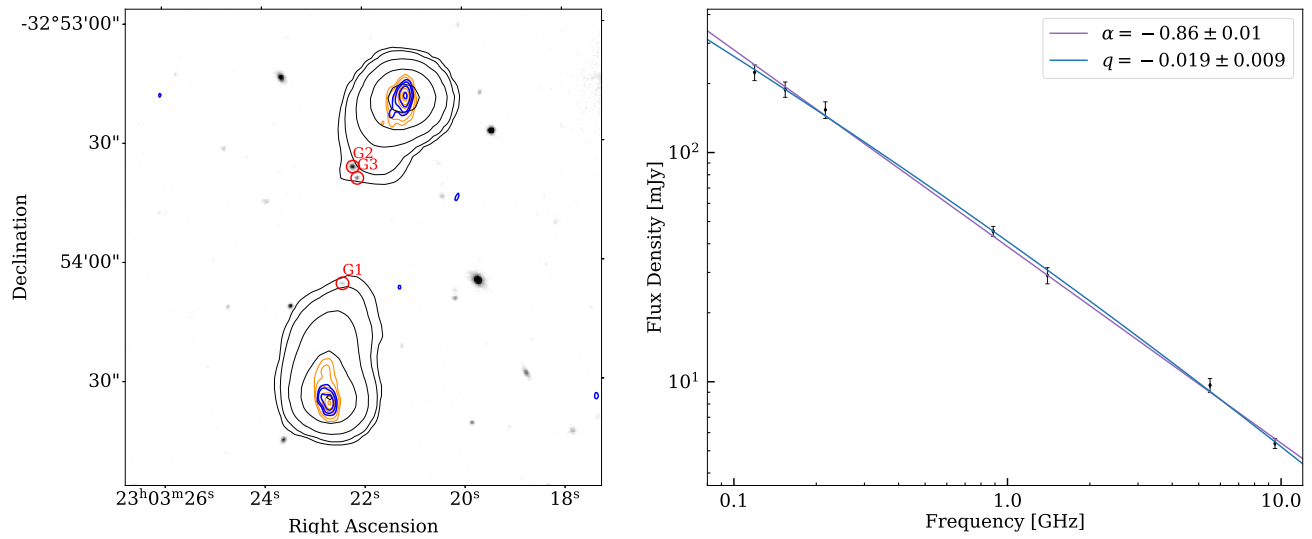 -32°53'00"
30"
54'00"
30"
Declination
G2
G3
G1
23ʰ03ᵐ26ˢ
24ˢ
22ˢ
20ˢ
18ˢ
Right Ascension
α = −0.86 ± 0.01
q = −0.019 ± 0.009
10²
10¹
Flux Density [mJy]
0.1
1.0
10.0
Frequency [GHz]